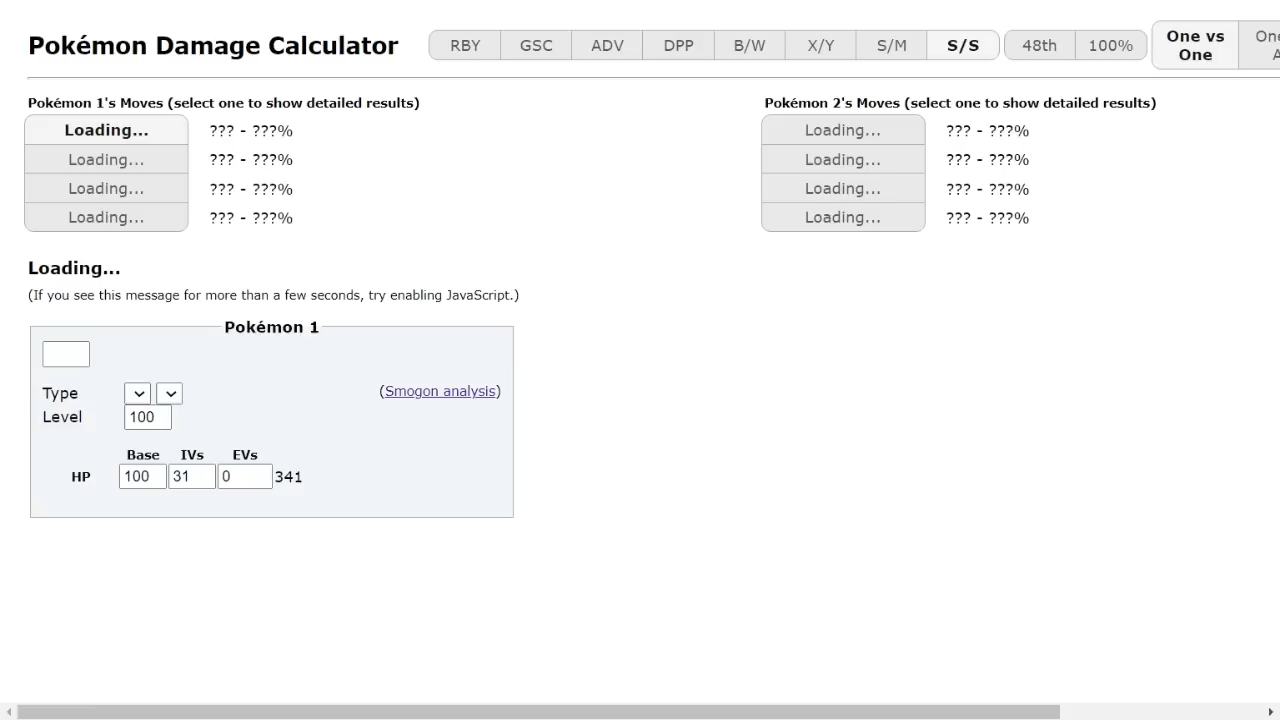 Pokémon Damage Calculator
RBY GSC ADV DPP B/W X/Y S/M S/S 48th 100% One vs One
Pokémon 1's Moves (select one to show detailed results)
Loading... ??? - ???%
Loading... ??? - ???%
Loading... ??? - ???%
Loading... ??? - ???%
Pokémon 2's Moves (select one to show detailed results)
Loading... ??? - ???%
Loading... ??? - ???%
Loading... ??? - ???%
Loading... ??? - ???%
Loading...
(If you see this message for more than a few seconds, try enabling JavaScript.)
Pokémon 1
Type (Smogon analysis)
Level 100
Base IVs EVs
HP 100 31 0 341